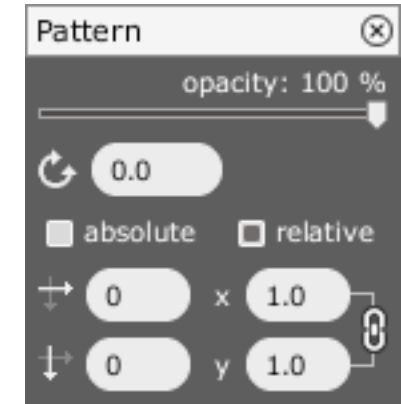 Pattern
opacity: 100 %
0.0
absolute relative
0 x 1.0
0 y 1.0